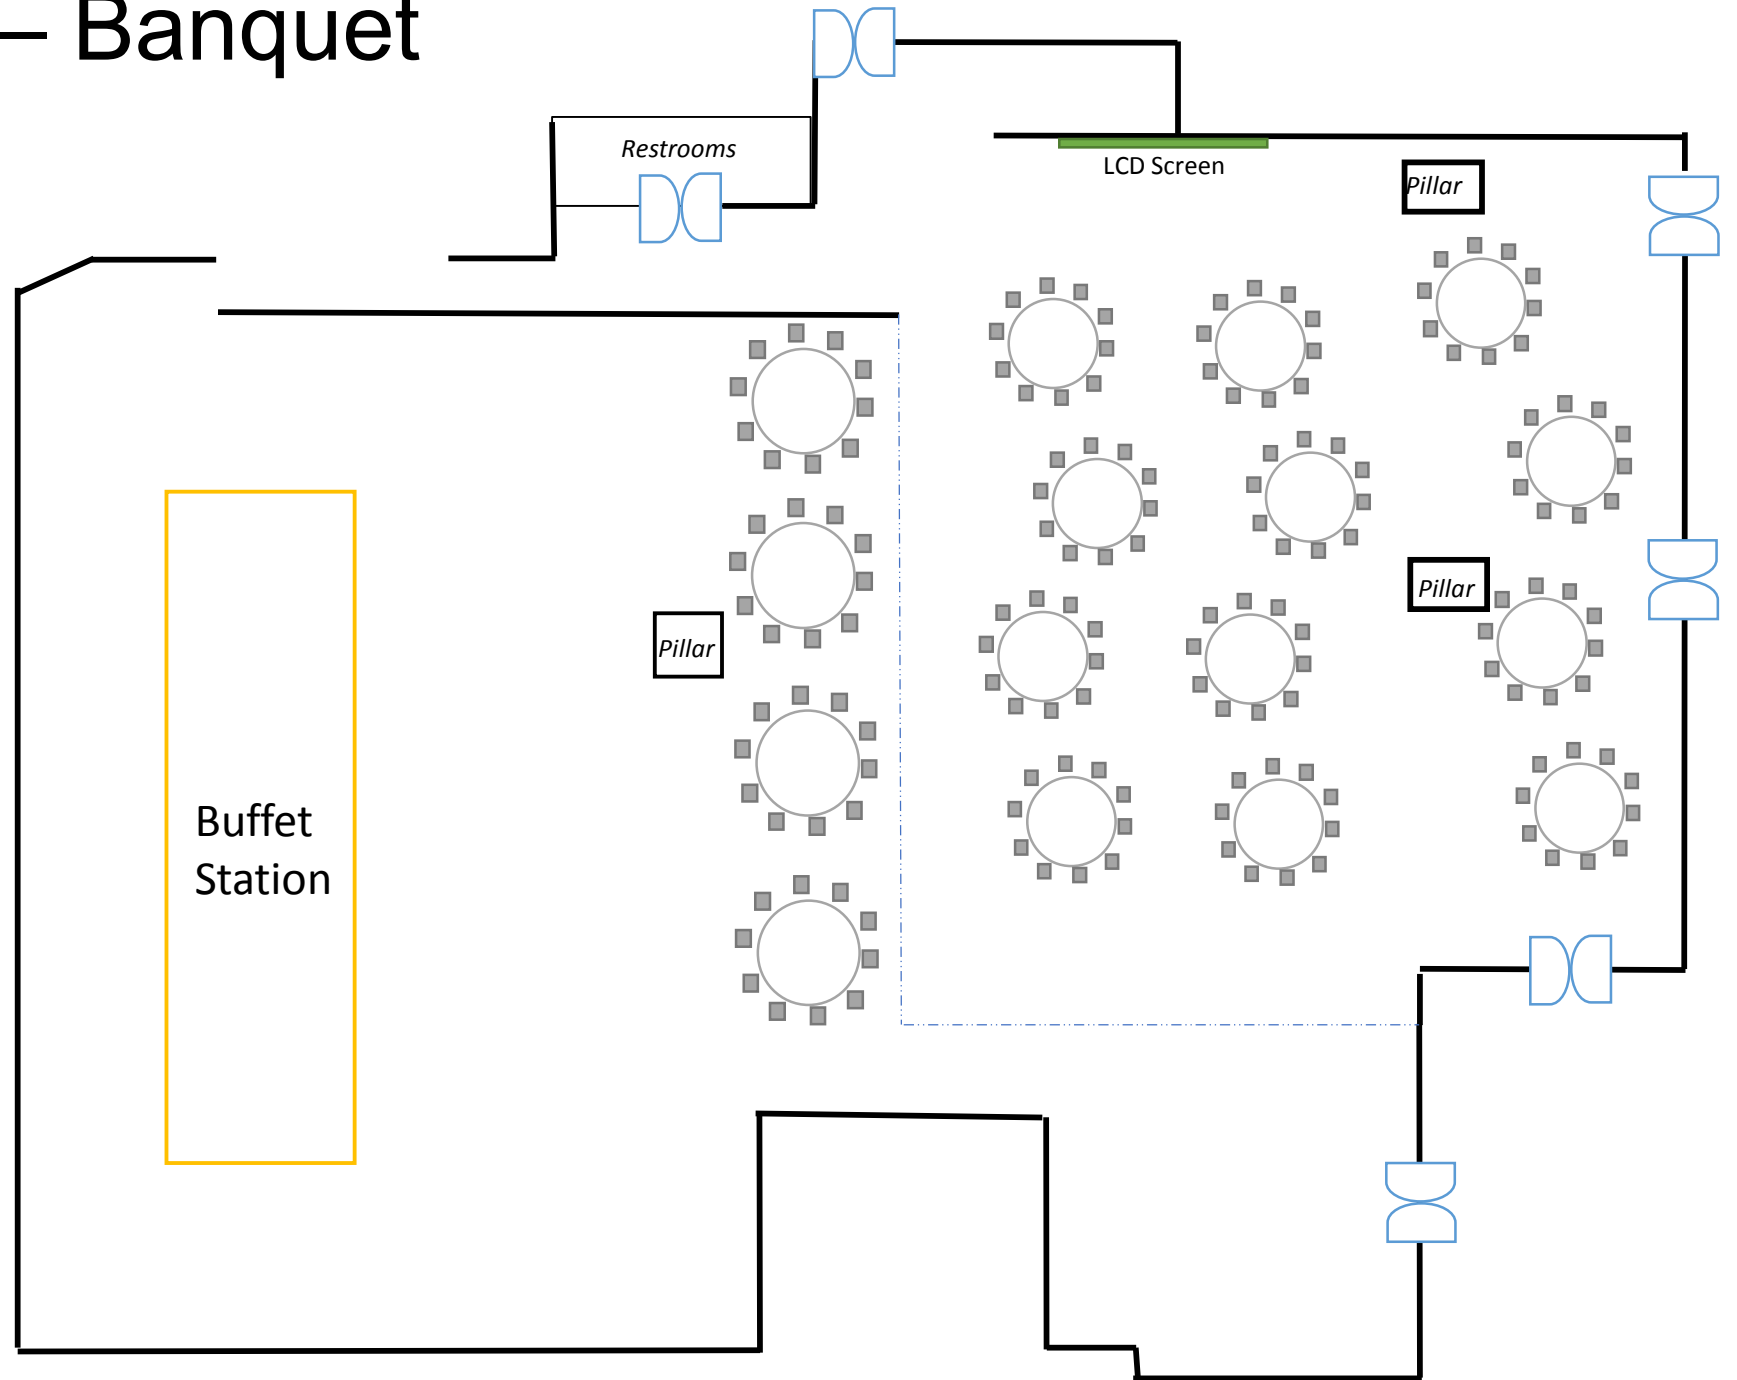 – Banquet
Restrooms
LCD Screen
Pillar
Pillar
Pillar
Buffet
Station